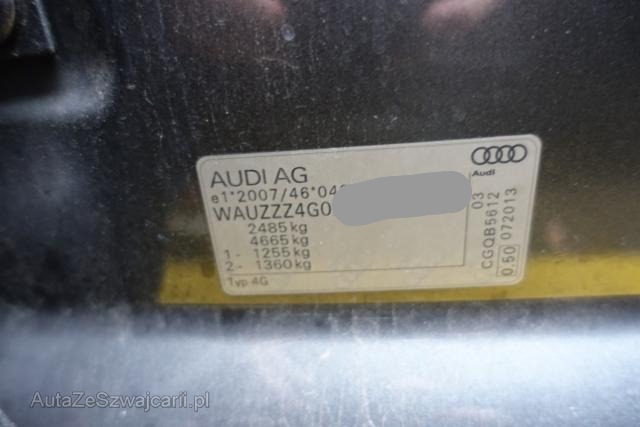 AUDI AG
e1*2007/46*04
WAUZZZ4G0
2485 kg
4665 kg
1- 1255 kg
2- 1360 kg
Typ 4G
Audi
03
CGQB5612
0.50 072013
AutaZeSzwajcarii.pl